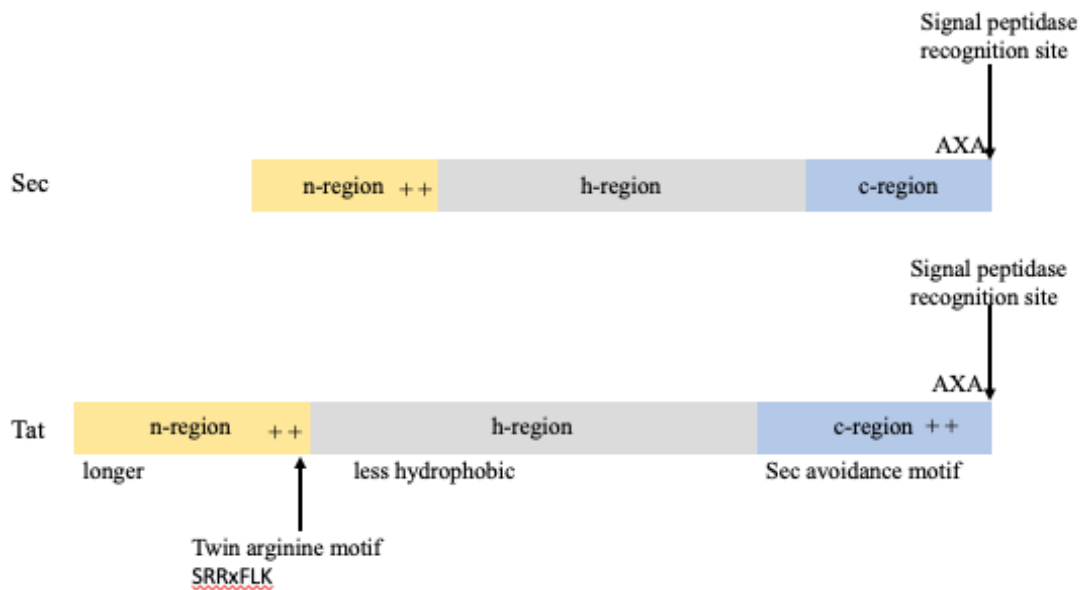 Signal peptidase
recognition site
AXA
Sec
n-region ++
h-region
c-region
Signal peptidase
recognition site
AXA
Tat
n-region ++
h-region
c-region ++
longer
less hydrophobic
Sec avoidance motif
Twin arginine motif
SRRxFLK